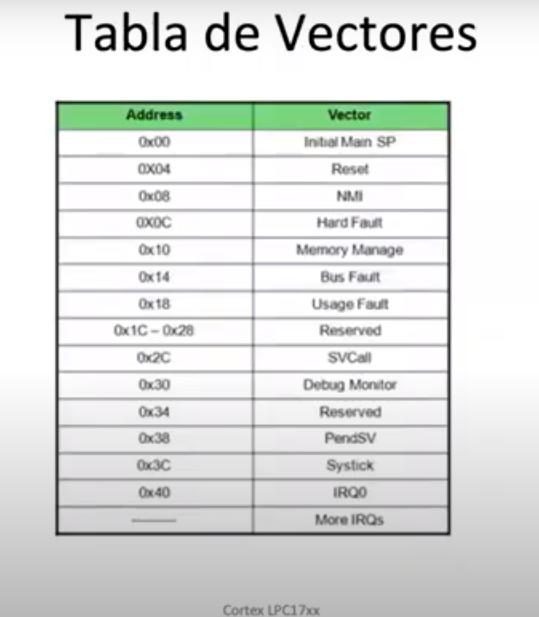 Tabla de Vectores
Address Vector
0x00 Initial Main SP
0X04 Reset
0x08 NMI
0X0C Hard Fault
0x10 Memory Manage
0x14 Bus Fault
0x18 Usage Fault
0x1C – 0x28 Reserved
0x2C SVCall
0x30 Debug Monitor
0x34 Reserved
0x38 PendSV
0x3C Systick
0x40 IRQ0
——— More IRQs
Cortex LPC17xx